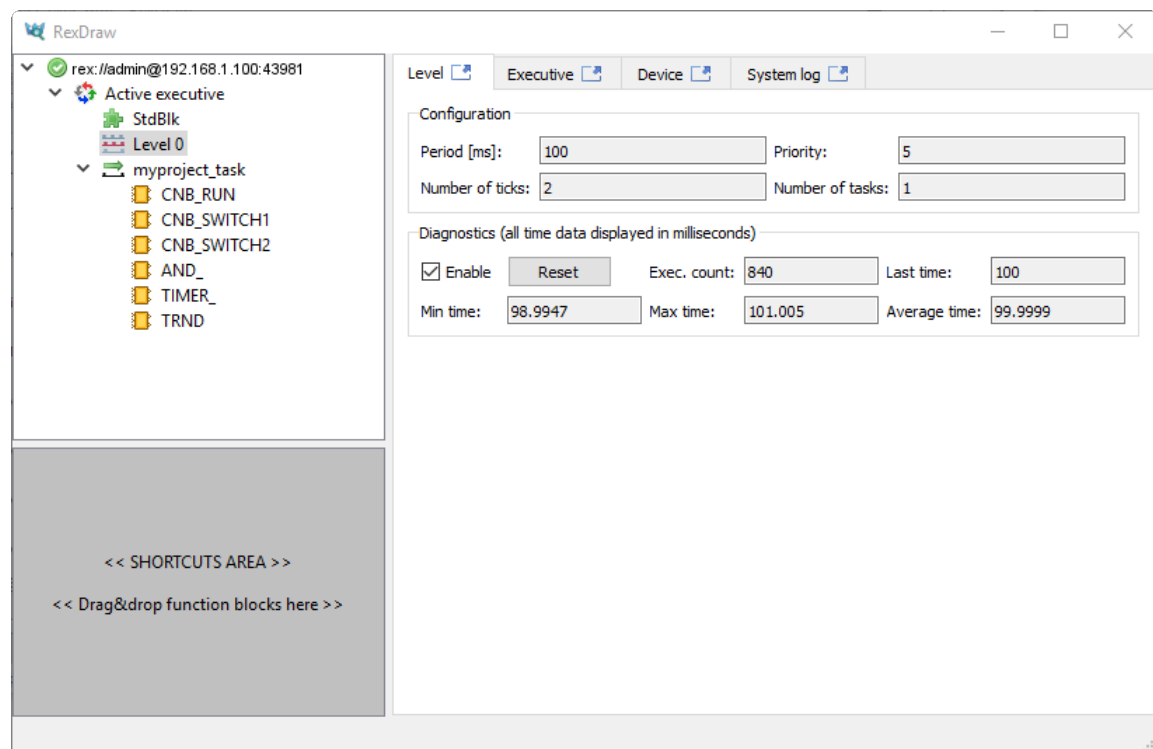 RexDraw
rex://admin@192.168.1.100:43981
Active executive
StdBlk
Level 0
myproject_task
CNB_RUN
CNB_SWITCH1
CNB_SWITCH2
AND_
TIMER_
TRND
<< SHORTCUTS AREA >>
<< Drag&drop function blocks here >>
Level Executive Device System log
Configuration
Period [ms]: 100 Priority: 5
Number of ticks: 2 Number of tasks: 1
Diagnostics (all time data displayed in milliseconds)
Enable Reset Exec. count: 840 Last time: 100
Min time: 98.9947 Max time: 101.005 Average time: 99.9999